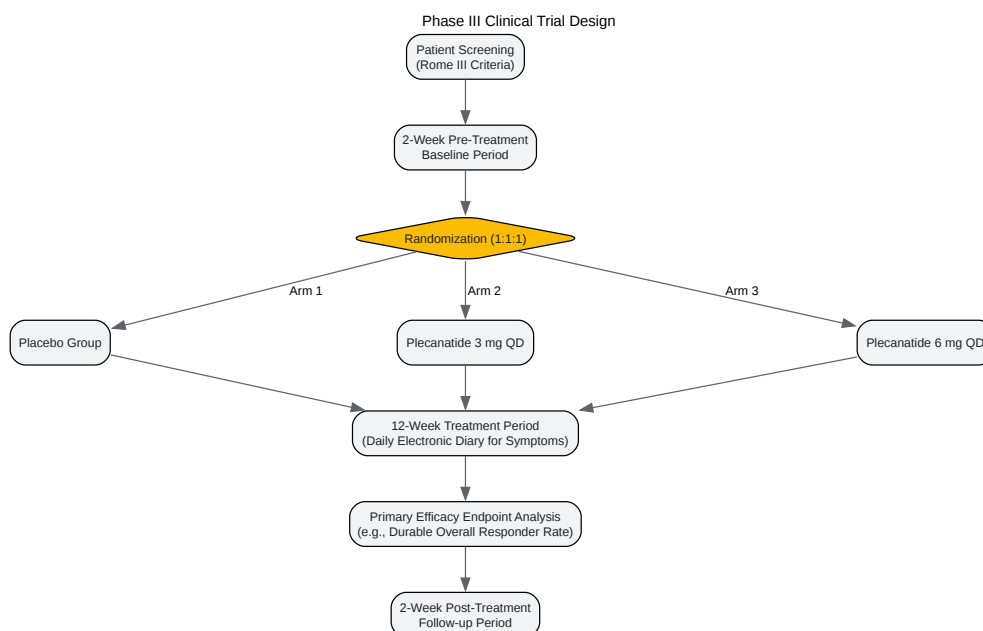 Phase III Clinical Trial Design
Patient Screening
(Rome III Criteria)
2-Week Pre-Treatment
Baseline Period
Randomization (1:1:1)
Arm 1
Arm 2
Arm 3
Placebo Group
Plecanatide 3 mg QD
Plecanatide 6 mg QD
12-Week Treatment Period
(Daily Electronic Diary for Symptoms)
Primary Efficacy Endpoint Analysis
(e.g., Durable Overall Responder Rate)
2-Week Post-Treatment
Follow-up Period